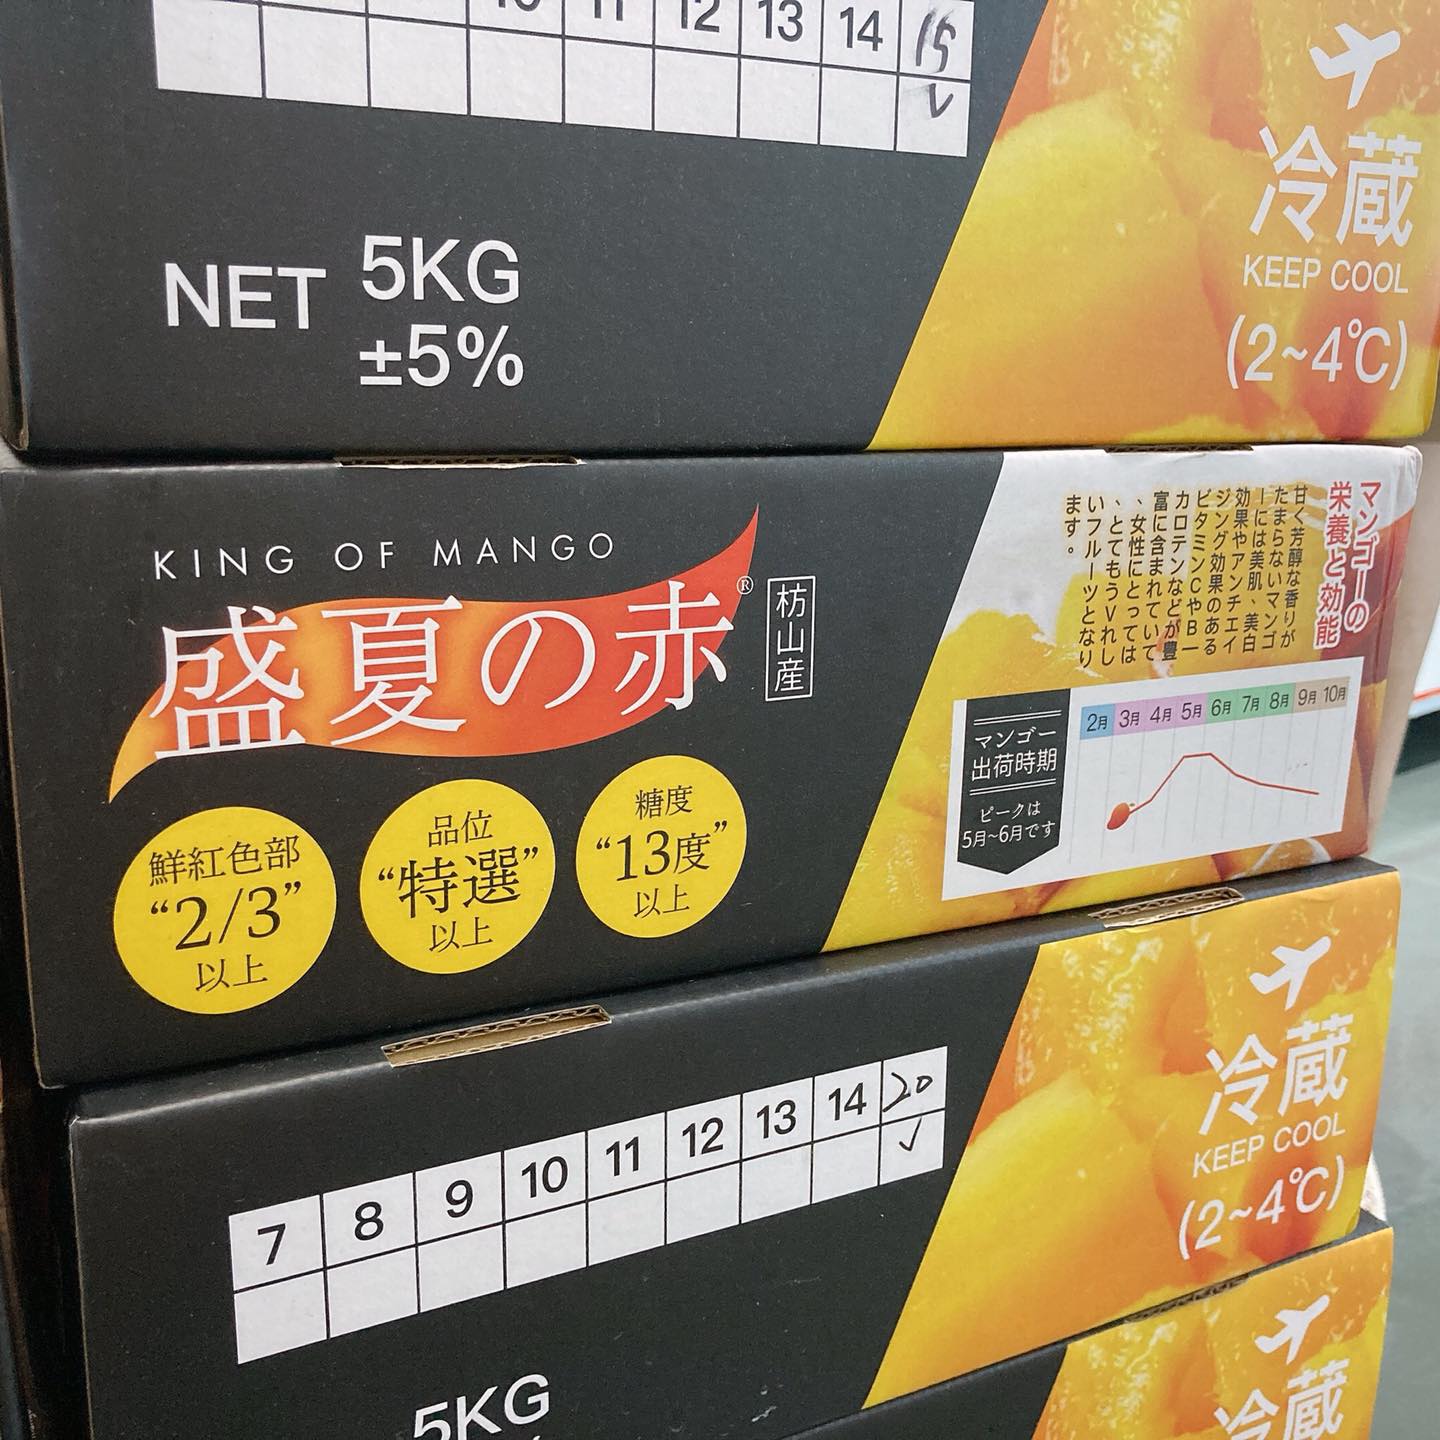 10 11 12 13 14 15
冷蔵
KEEP COOL
(2~4℃)
NET 5KG
±5%
KING OF MANGO
盛夏の赤®
枋山産
鮮紅色部
“2/3”
以上
品位
“特選”
以上
糖度
“13度”
以上
マンゴーの
栄養と効能
甘く芳醇な香りが
たまらないマンゴ
ーには美肌、美白
効果やアンチエイ
ジング効果のある
ビタミンCやBー
カロテンなどが豊
富に含まれていて
、女性にとっては
、とてもうVれし
いフルーツとなり
ます。
マンゴー
出荷時期
ピークは
5月~6月です
2月 3月 4月 5月 6月 7月 8月 9月 10月
冷蔵
KEEP COOL
(2~4℃)
7 8 9 10 11 12 13 14 20
5KG
冷蔵